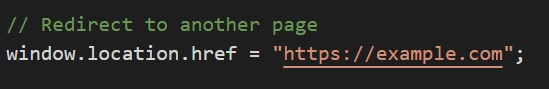 // Redirect to another page
window.location.href = "https://example.com";